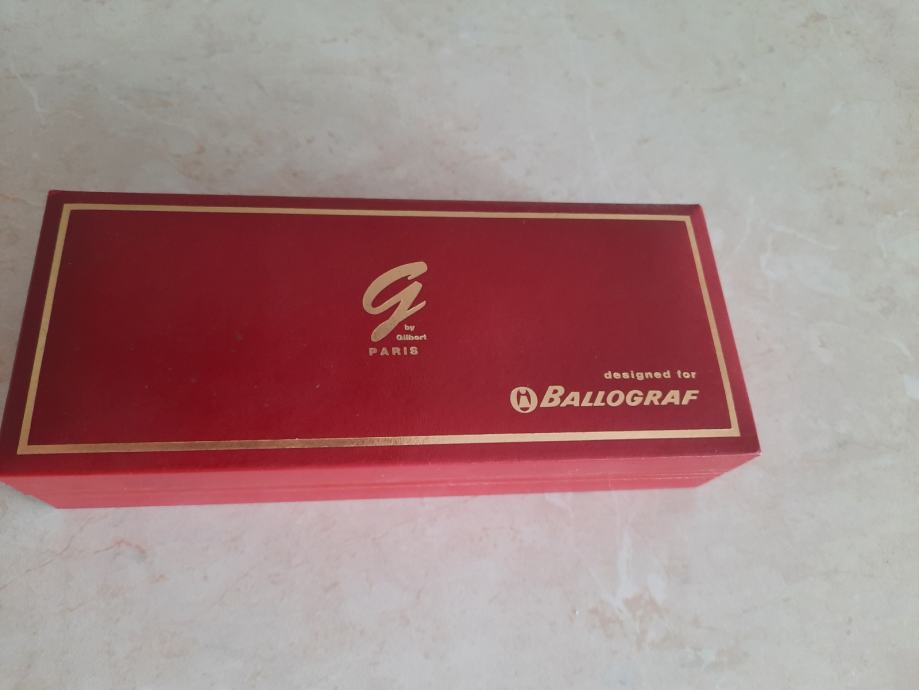 g
by
Gilbert
PARIS
designed for
BALLOGRAF